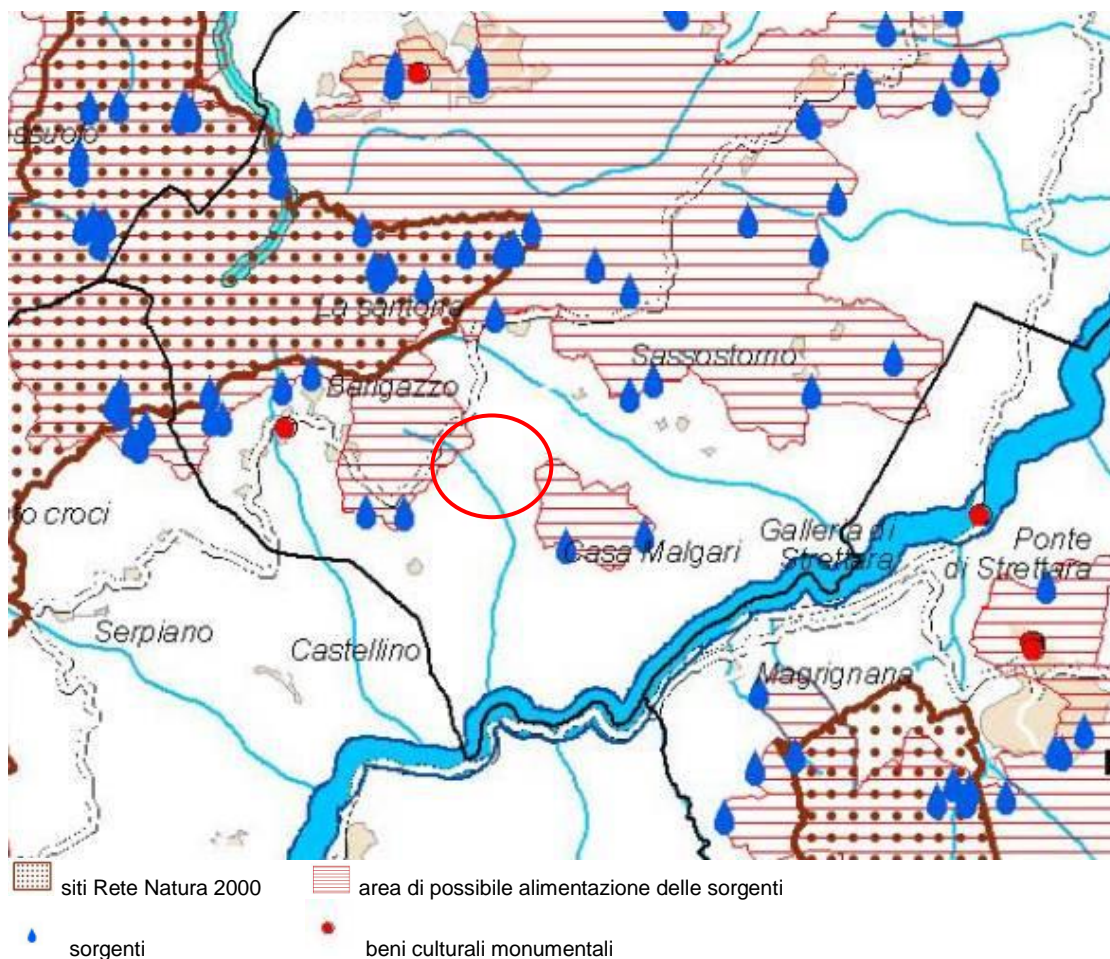 La santona
Sassostorno
Barigazzo
croci
Galleria di
Strettara
Casa Malgari
Ponte
di Strettara
Serpiano
Castellino
Magrignana
siti Rete Natura 2000
area di possibile alimentazione delle sorgenti
sorgenti
beni culturali monumentali